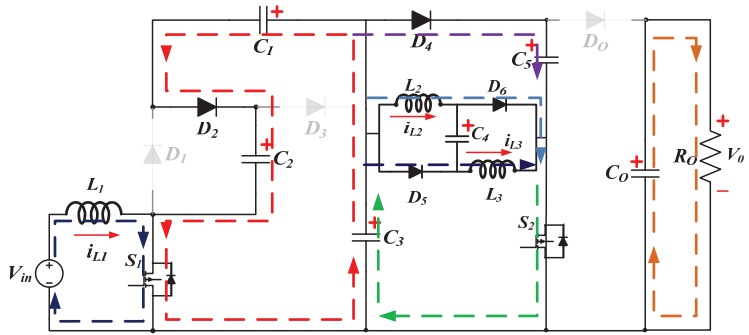 C1
D4
DO
C5
L2
D6
D2
D3
iL2
C4
iL3
D1
C2
D5
L3
CO
RO
V0
L1
iL1
S1
C3
S2
Vin